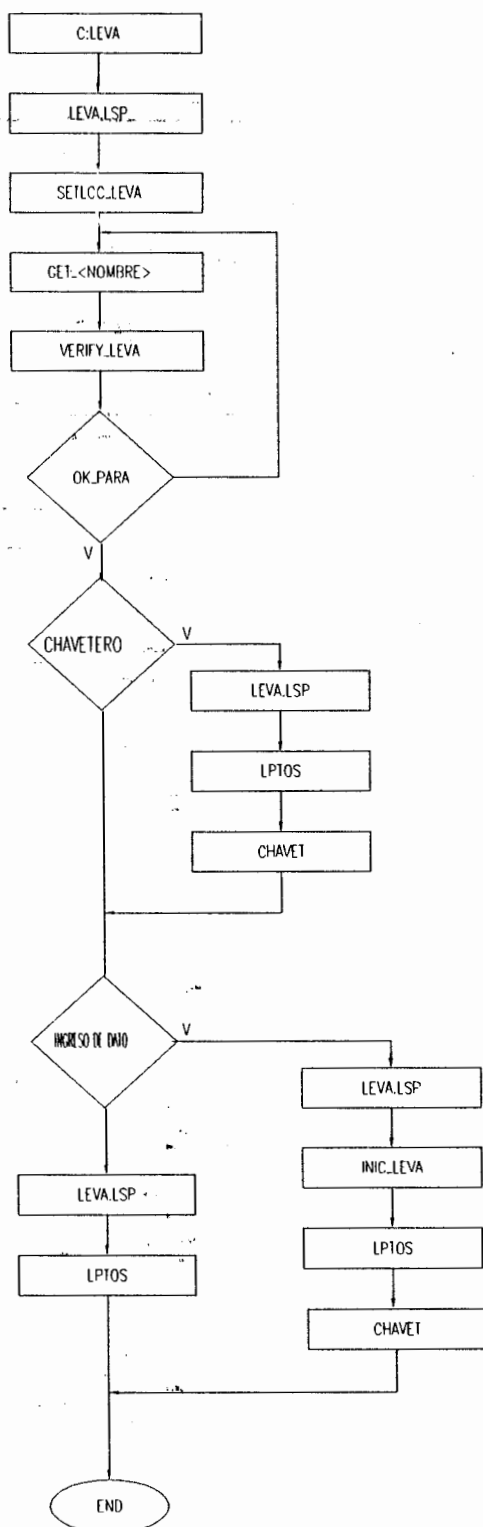 C:LEVA
LEVA.LSP
SETLCC_LEVA
GET_<NOMBRE>
VERIFY_LEVA
OK_PARA
V
CHAVETERO
V
LEVA.LSP
LPTOS
CHAVET
INGRESO DE DATO
V
LEVA.LSP
INIC_LEVA
LPTOS
CHAVET
LEVA.LSP
LPTOS
END